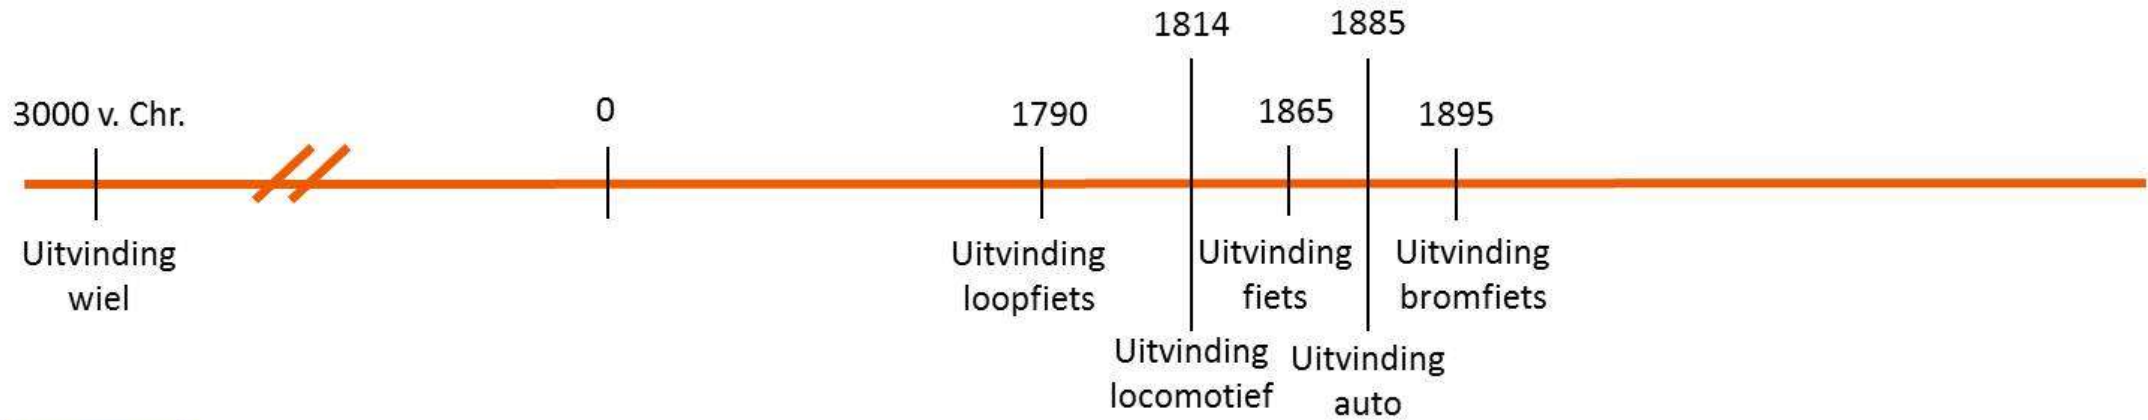 1814
1885
3000 v. Chr.
0
1790
1865
1895
Uitvinding
wiel
Uitvinding
loopfiets
Uitvinding
fiets
Uitvinding
bromfiets
Uitvinding
locomotief
Uitvinding
auto